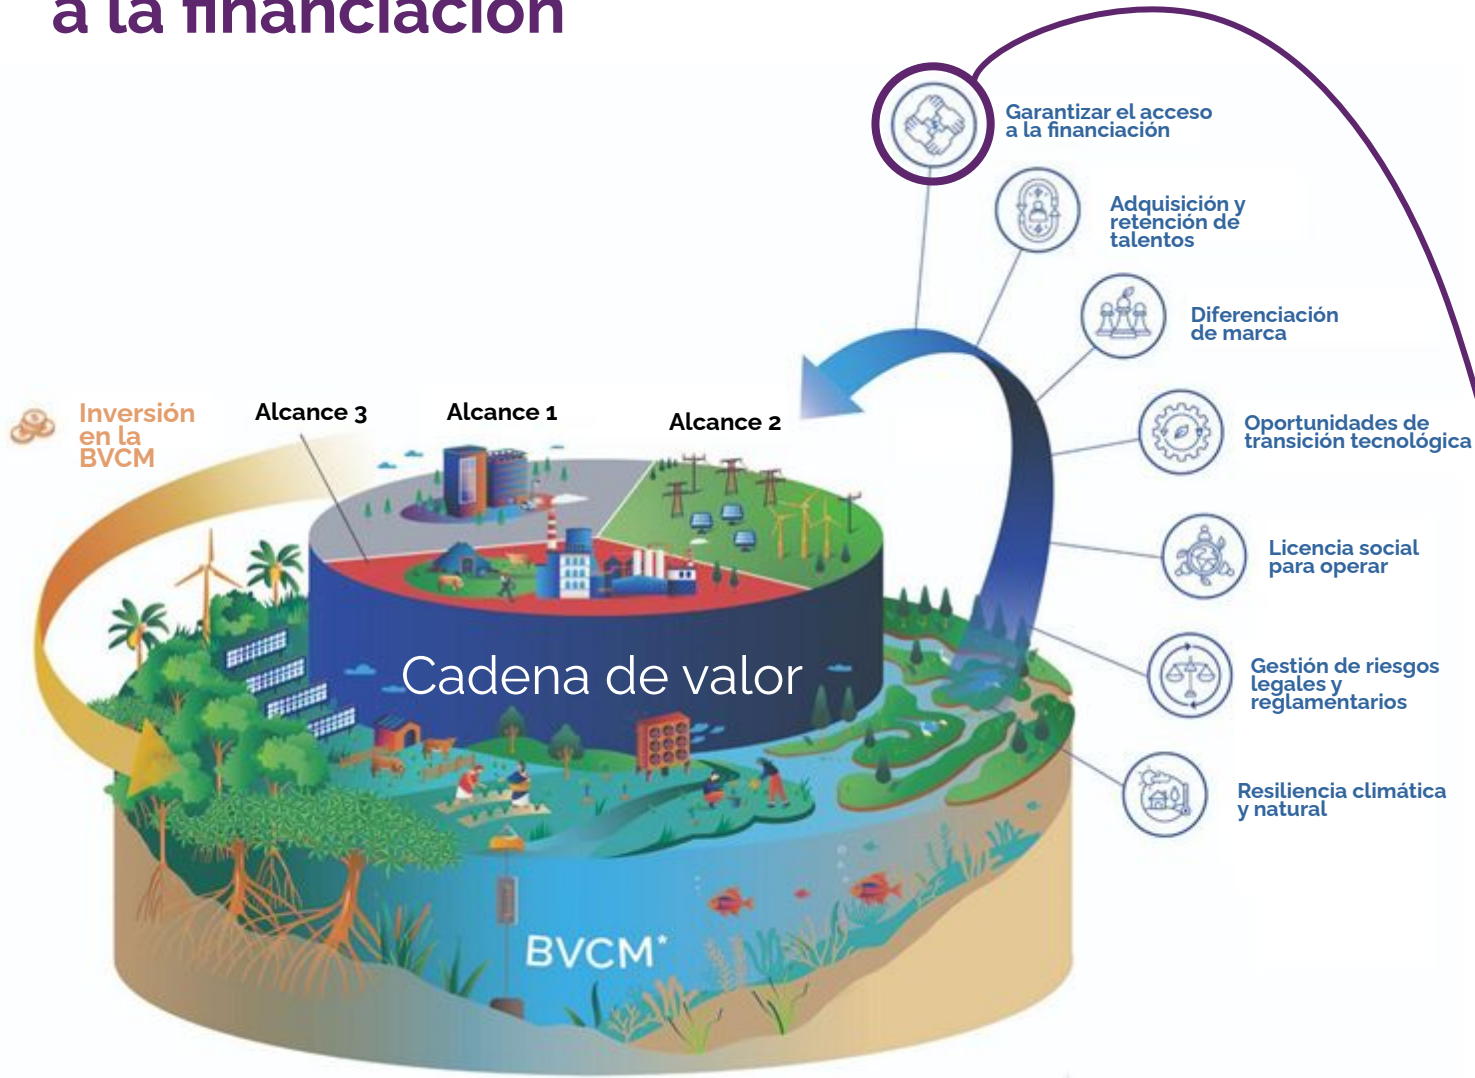 a la financiación
Garantizar el acceso
a la financiación
Adquisición y
retención de
talentos
Diferenciación
de marca
Oportunidades de
transición tecnológica
Licencia social
para operar
Gestión de riesgos
legales y
reglamentarios
Resiliencia climática
y natural
Inversión
en la
BVCM
Alcance 3
Alcance 1
Alcance 2
Cadena de valor
BVCM*